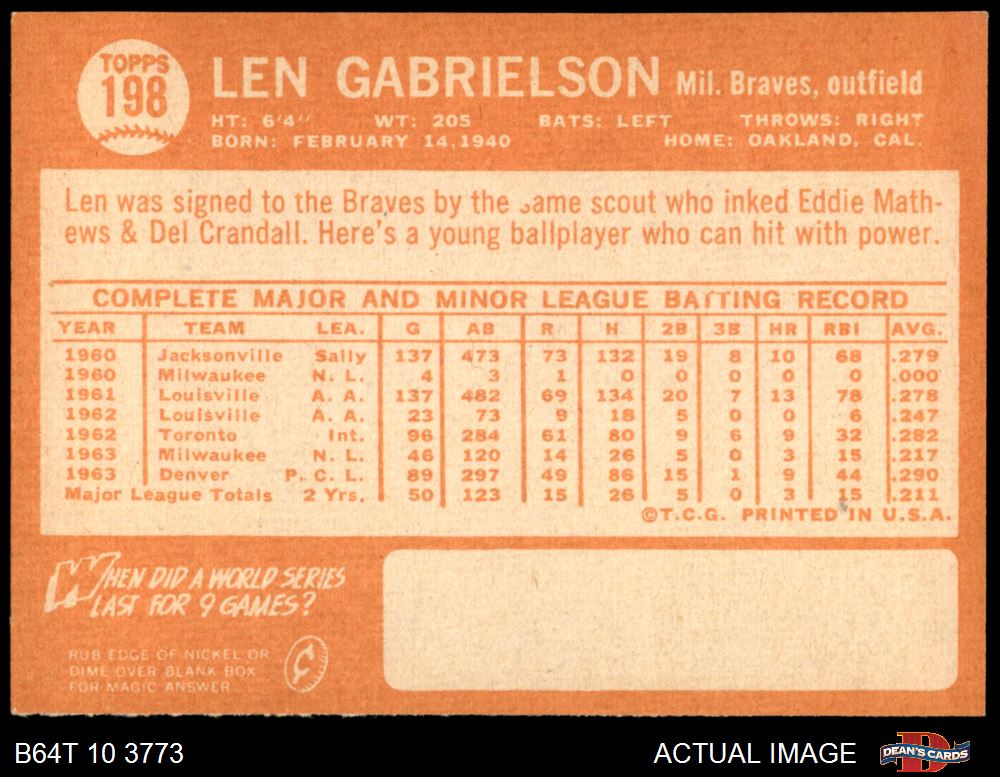 TOPPS
198
LEN GABRIELSON Mil. Braves, outfield
HT: 6'4" WT: 205 BATS: LEFT THROWS: RIGHT
BORN: FEBRUARY 14, 1940 HOME: OAKLAND, CAL.
Len was signed to the Braves by the same scout who inked Eddie Math-
ews & Del Crandall. Here's a young ballplayer who can hit with power.
COMPLETE MAJOR AND MINOR LEAGUE BATTING RECORD
YEAR TEAM LEA. G AB R H 2B 3B HR RBI AVG.
1960 Jacksonville Sally 137 473 73 132 19 8 10 68 .279
1960 Milwaukee N. L. 4 3 1 0 0 0 0 0 .000
1961 Louisville A. A. 137 482 69 134 20 7 13 78 .278
1962 Louisville A. A. 23 73 9 18 5 0 0 6 .247
1962 Toronto Int. 96 284 61 80 9 6 9 32 .282
1963 Milwaukee N. L. 46 120 14 26 5 0 3 15 .217
1963 Denver P. C. L. 89 297 49 86 15 1 9 44 .290
Major League Totals 2 Yrs. 50 123 15 26 5 0 3 15 .211
©T.C.G. PRINTED IN U.S.A.
WHEN DID A WORLD SERIES
LAST FOR 9 GAMES?
RUB EDGE OF NICKEL OR
DIME OVER BLANK BOX
FOR MAGIC ANSWER
¢
B64T 10 3773 ACTUAL IMAGE DEAN'S CARDS